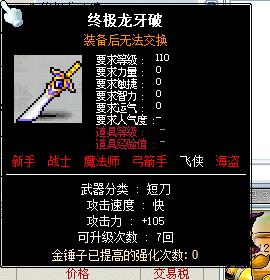 终极龙牙破
装备后无法交换
要求等级： 110
要求力量： 0
要求敏捷： 0
要求智力： 0
要求运气： 0
要求人气度： -
道具等级： -
道具经验值： -
新手 战士 魔法师 弓箭手 飞侠 海盗
武器分类 : 短刀
攻击速度 : 快
攻击力 : +105
可升级次数 : 7回
金锤子已提高的强化次数: 0
价格 交易税